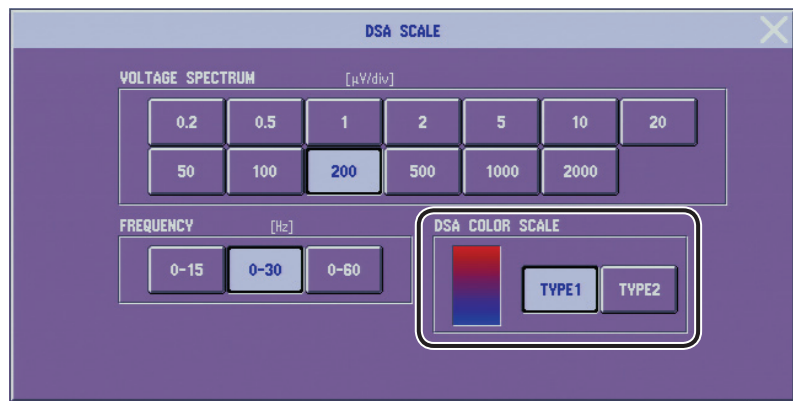 DSA SCALE
VOLTAGE SPECTRUM [µV/div]
0.2 0.5 1 2 5 10 20
50 100 200 500 1000 2000
FREQUENCY [Hz]
0-15 0-30 0-60
DSA COLOR SCALE
TYPE1 TYPE2